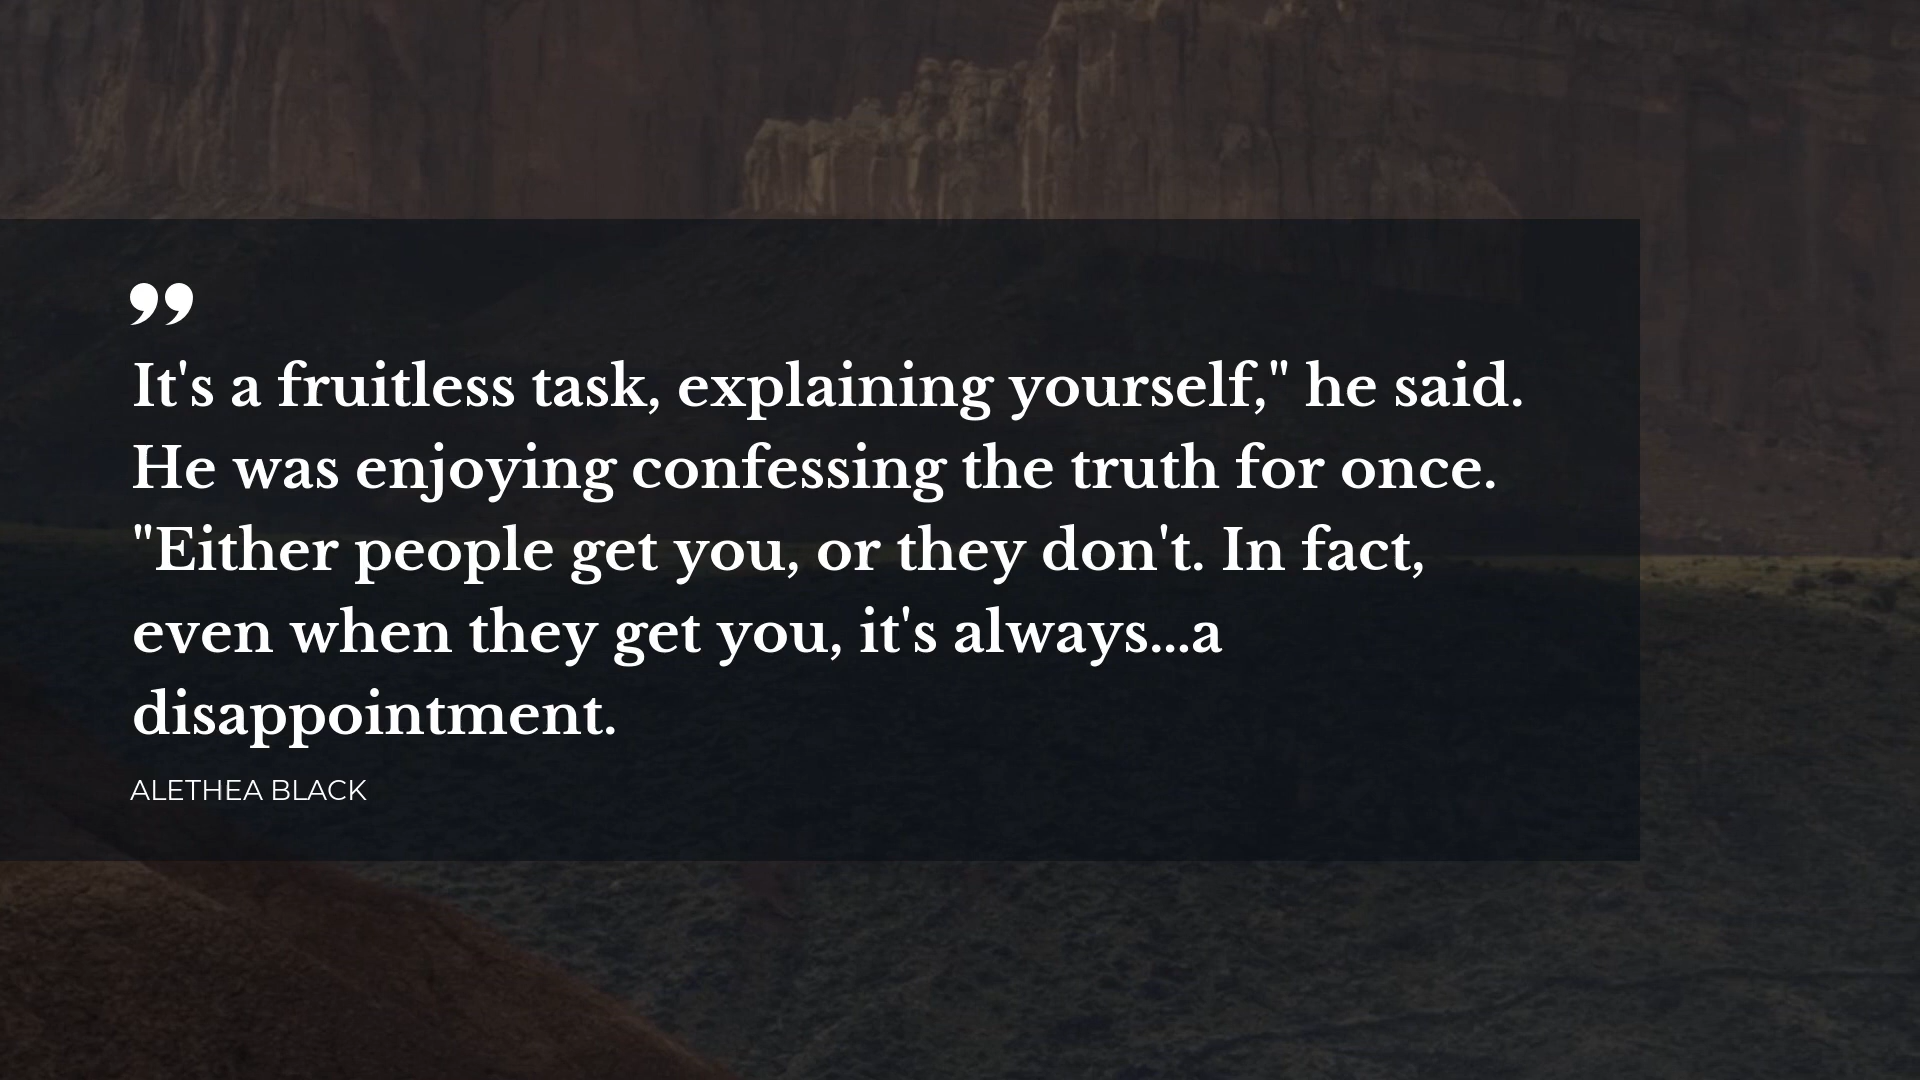 ”
It's a fruitless task, explaining yourself," he said.
He was enjoying confessing the truth for once.
"Either people get you, or they don't. In fact,
even when they get you, it's always...a
disappointment.
ALETHEA BLACK